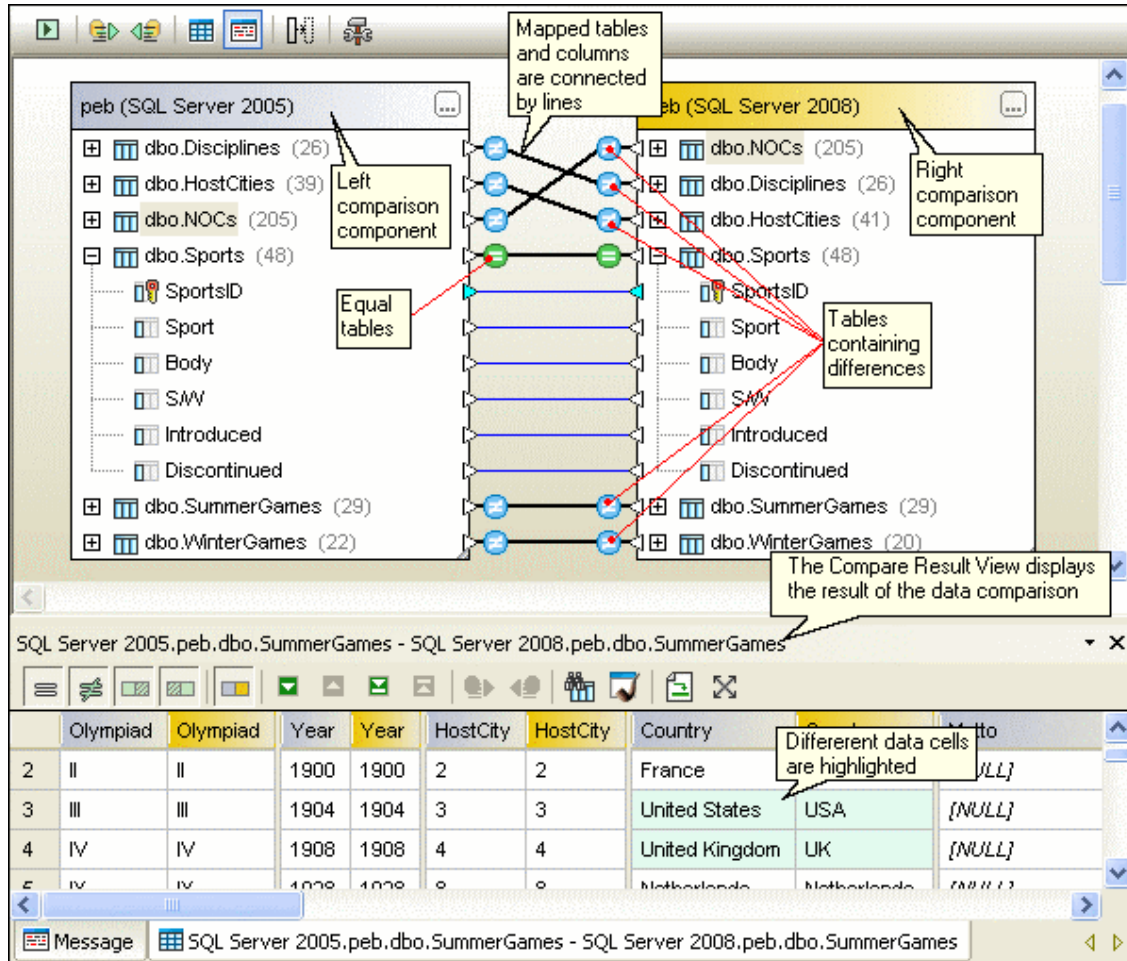 Mapped tables
and columns
are connected
by lines
peb (SQL Server 2005)
eb (SQL Server 2008)
dbo.Disciplines (26)
dbo.HostCities (39)
dbo.NOCs (205)
dbo.Sports (48)
SportsID
Sport
Body
S/W
Introduced
Discontinued
dbo.SummerGames (29)
dbo.WinterGames (22)
Left
comparison
component
Equal
tables
dbo.NOCs (205)
dbo.Disciplines (26)
dbo.HostCities (41)
dbo.Sports (48)
SportsID
Sport
Body
S/W
Introduced
Discontinued
dbo.SummerGames (29)
dbo.WinterGames (20)
Right
comparison
component
Tables
containing
differences
The Compare Result View displays
the result of the data comparison
SQL Server 2005.peb.dbo.SummerGames - SQL Server 2008.peb.dbo.SummerGames
Olympiad Olympiad Year Year HostCity HostCity Country
Differerent data cells
are highlighted
2 II II 1900 1900 2 2 France
3 III III 1904 1904 3 3 United States USA [NULL]
4 IV IV 1908 1908 4 4 United Kingdom UK [NULL]
Message
SQL Server 2005.peb.dbo.SummerGames - SQL Server 2008.peb.dbo.SummerGames